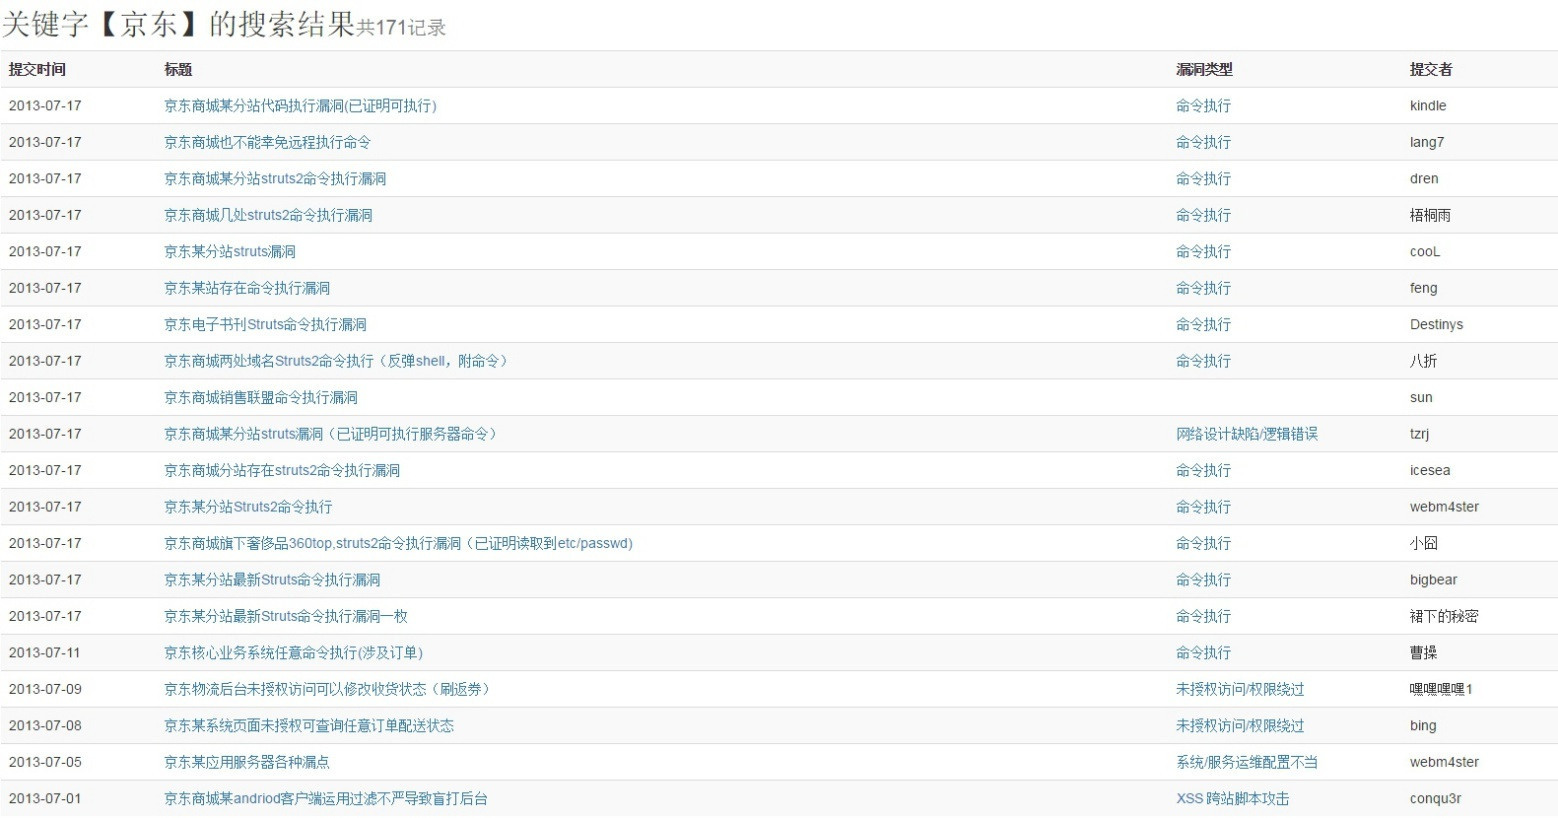 关键字【京东】的搜索结果共171记录
提交时间 标题 漏洞类型 提交者
2013-07-17 京东商城某分站代码执行漏洞(已证明可执行) 命令执行 kindle
2013-07-17 京东商城也不能幸免远程执行命令 命令执行 lang7
2013-07-17 京东商城某分站struts2命令执行漏洞 命令执行 dren
2013-07-17 京东商城几处struts2命令执行漏洞 命令执行 梧桐雨
2013-07-17 京东某分站struts漏洞 命令执行 cooL
2013-07-17 京东某站存在命令执行漏洞 命令执行 feng
2013-07-17 京东电子书刊Struts命令执行漏洞 命令执行 Destinys
2013-07-17 京东商城两处域名Struts2命令执行（反弹shell，附命令） 命令执行 八折
2013-07-17 京东商城销售联盟命令执行漏洞 sun
2013-07-17 京东商城某分站struts漏洞（已证明可执行服务器命令） 网络设计缺陷/逻辑错误 tzrj
2013-07-17 京东商城分站存在struts2命令执行漏洞 命令执行 icesea
2013-07-17 京东某分站Struts2命令执行 命令执行 webm4ster
2013-07-17 京东商城旗下奢侈品360top,struts2命令执行漏洞（已证明读取到etc/passwd) 命令执行 小囧
2013-07-17 京东某分站最新Struts命令执行漏洞 命令执行 bigbear
2013-07-17 京东某分站最新Struts命令执行漏洞一枚 命令执行 裙下的秘密
2013-07-11 京东核心业务系统任意命令执行(涉及订单) 命令执行 曹操
2013-07-09 京东物流后台未授权访问可以修改收货状态（刷返券） 未授权访问/权限绕过 嘿嘿嘿嘿1
2013-07-08 京东某系统页面未授权可查询任意订单配送状态 未授权访问/权限绕过 bing
2013-07-05 京东某应用服务器各种漏点 系统/服务运维配置不当 webm4ster
2013-07-01 京东商城某andriod客户端运用过滤不严导致盲打后台 XSS 跨站脚本攻击 conqu3r